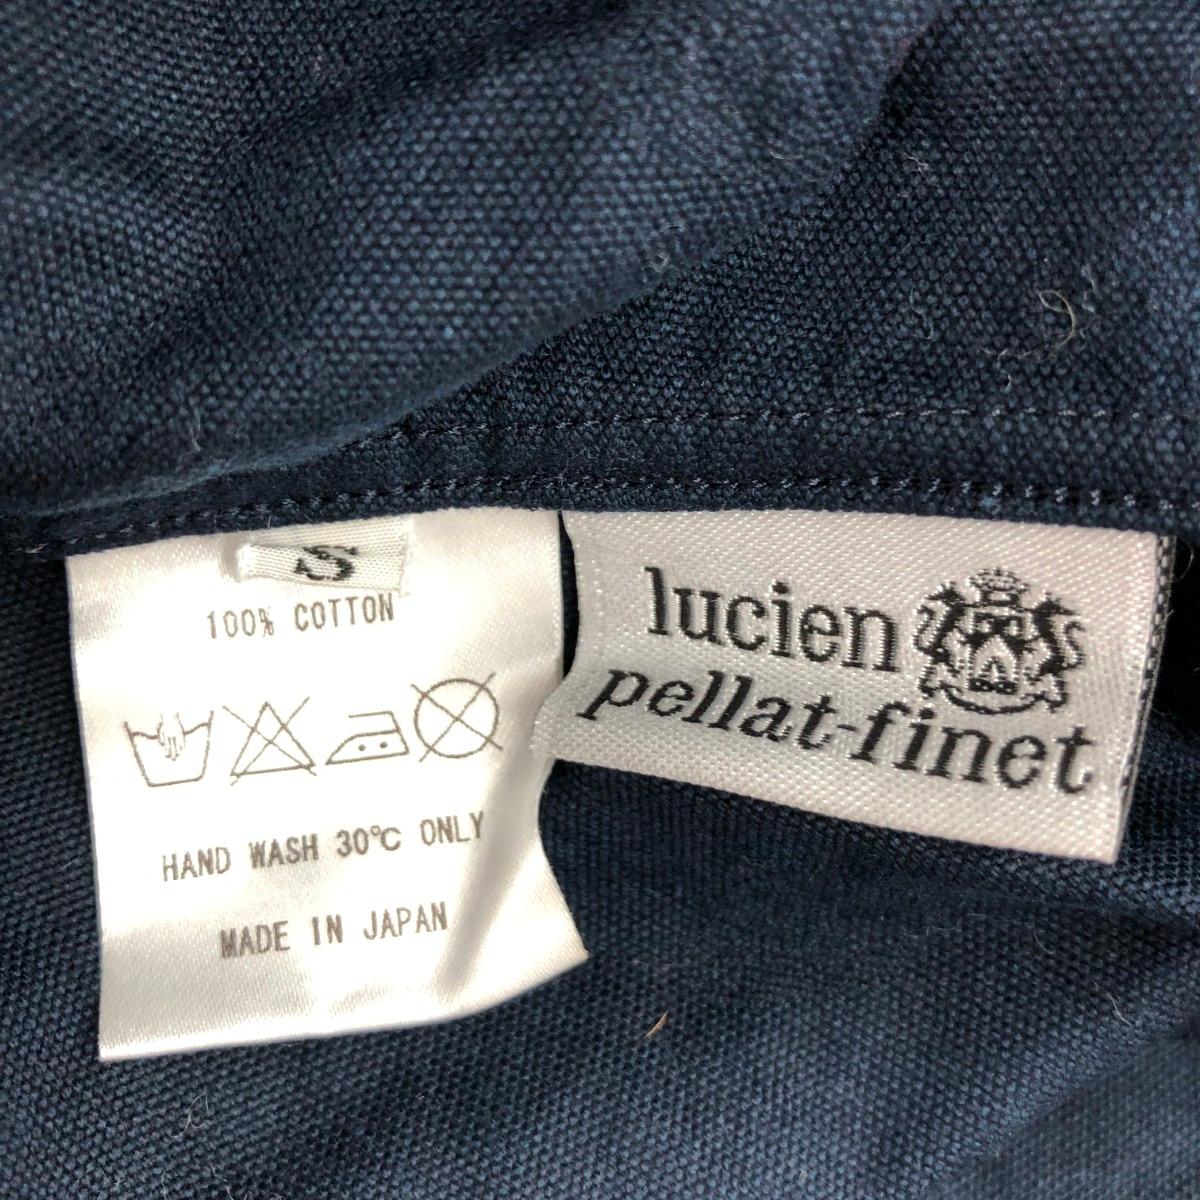 S
100% COTTON
HAND WASH 30℃ ONLY
MADE IN JAPAN
lucien
pellat-finet